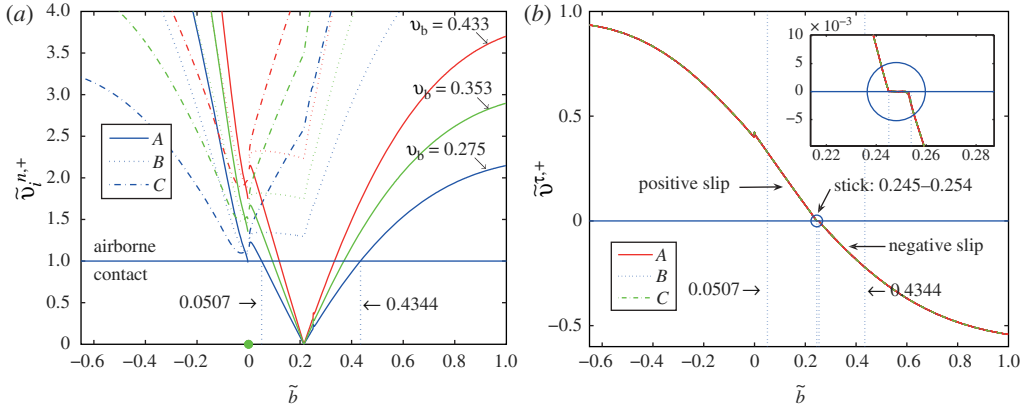 (a)
4.0
3.5
3.0
2.5
2.0
1.5
1.0
0.5
0
ṽᵢⁿ,⁺
υb = 0.433
υb = 0.353
υb = 0.275
A
B
C
airborne
contact
0.0507 →
← 0.4344
-0.6 -0.4 -0.2 0 0.2 0.4 0.6 0.8 1.0
b̃
(b)
1.0
0.5
0
-0.5
υ̃τ,+
10 × 10⁻³
5
0
-5
0.22 0.24 0.26 0.28
positive slip
stick: 0.245–0.254
negative slip
A
B
C
0.0507→
← 0.4344
-0.6 -0.4 -0.2 0 0.2 0.4 0.6 0.8 1.0
b̃